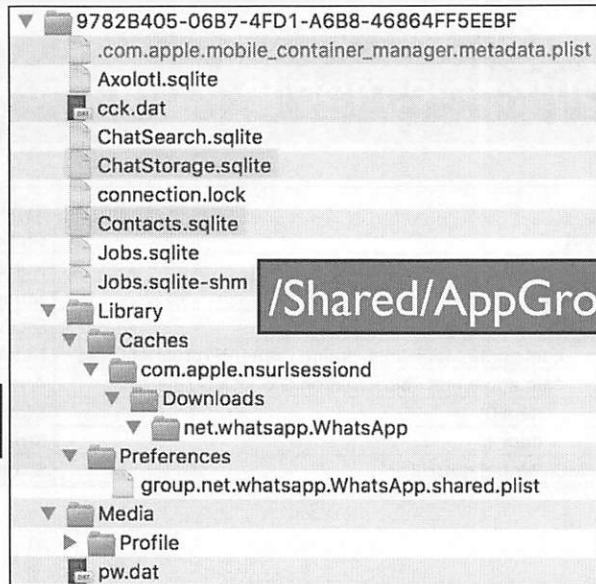 9782B405-06B7-4FD1-A6B8-46864FF5EEBF
.com.apple.mobile_container_manager.metadata.plist
Axolotl.sqlite
cck.dat
ChatSearch.sqlite
ChatStorage.sqlite
connection.lock
Contacts.sqlite
Jobs.sqlite
Jobs.sqlite-shm
/Shared/AppGro
Library
Caches
com.apple.nsurlsessiond
Downloads
net.whatsapp.WhatsApp
Preferences
group.net.whatsapp.WhatsApp.shared.plist
Media
Profile
pw.dat